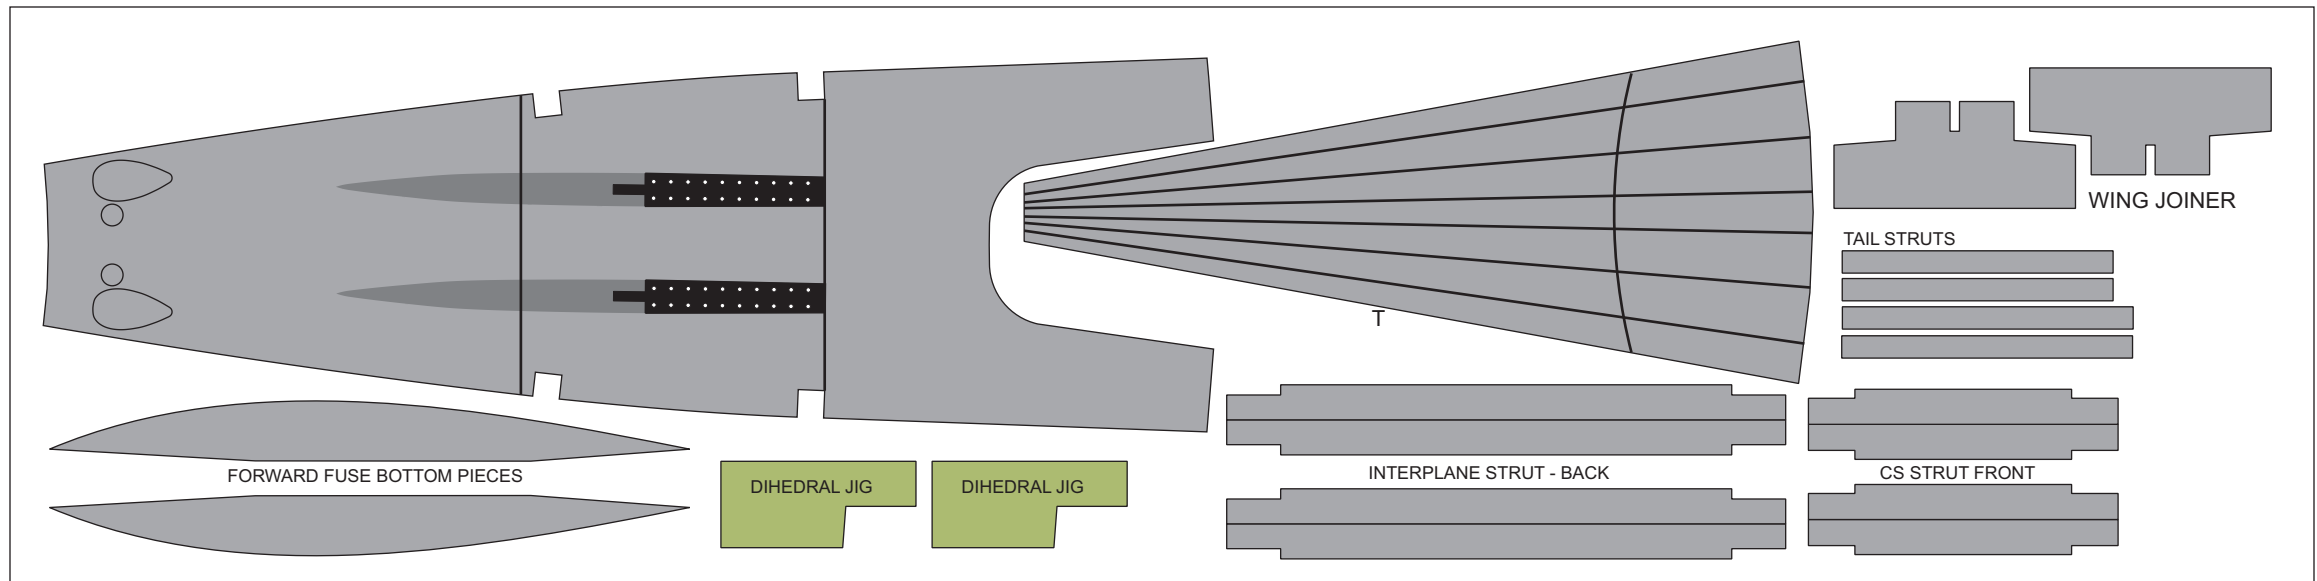 WING JOINER
TAIL STRUTS
T
FORWARD FUSE BOTTOM PIECES
DIHEDRAL JIG
DIHEDRAL JIG
INTERPLANE STRUT - BACK
CS STRUT FRONT